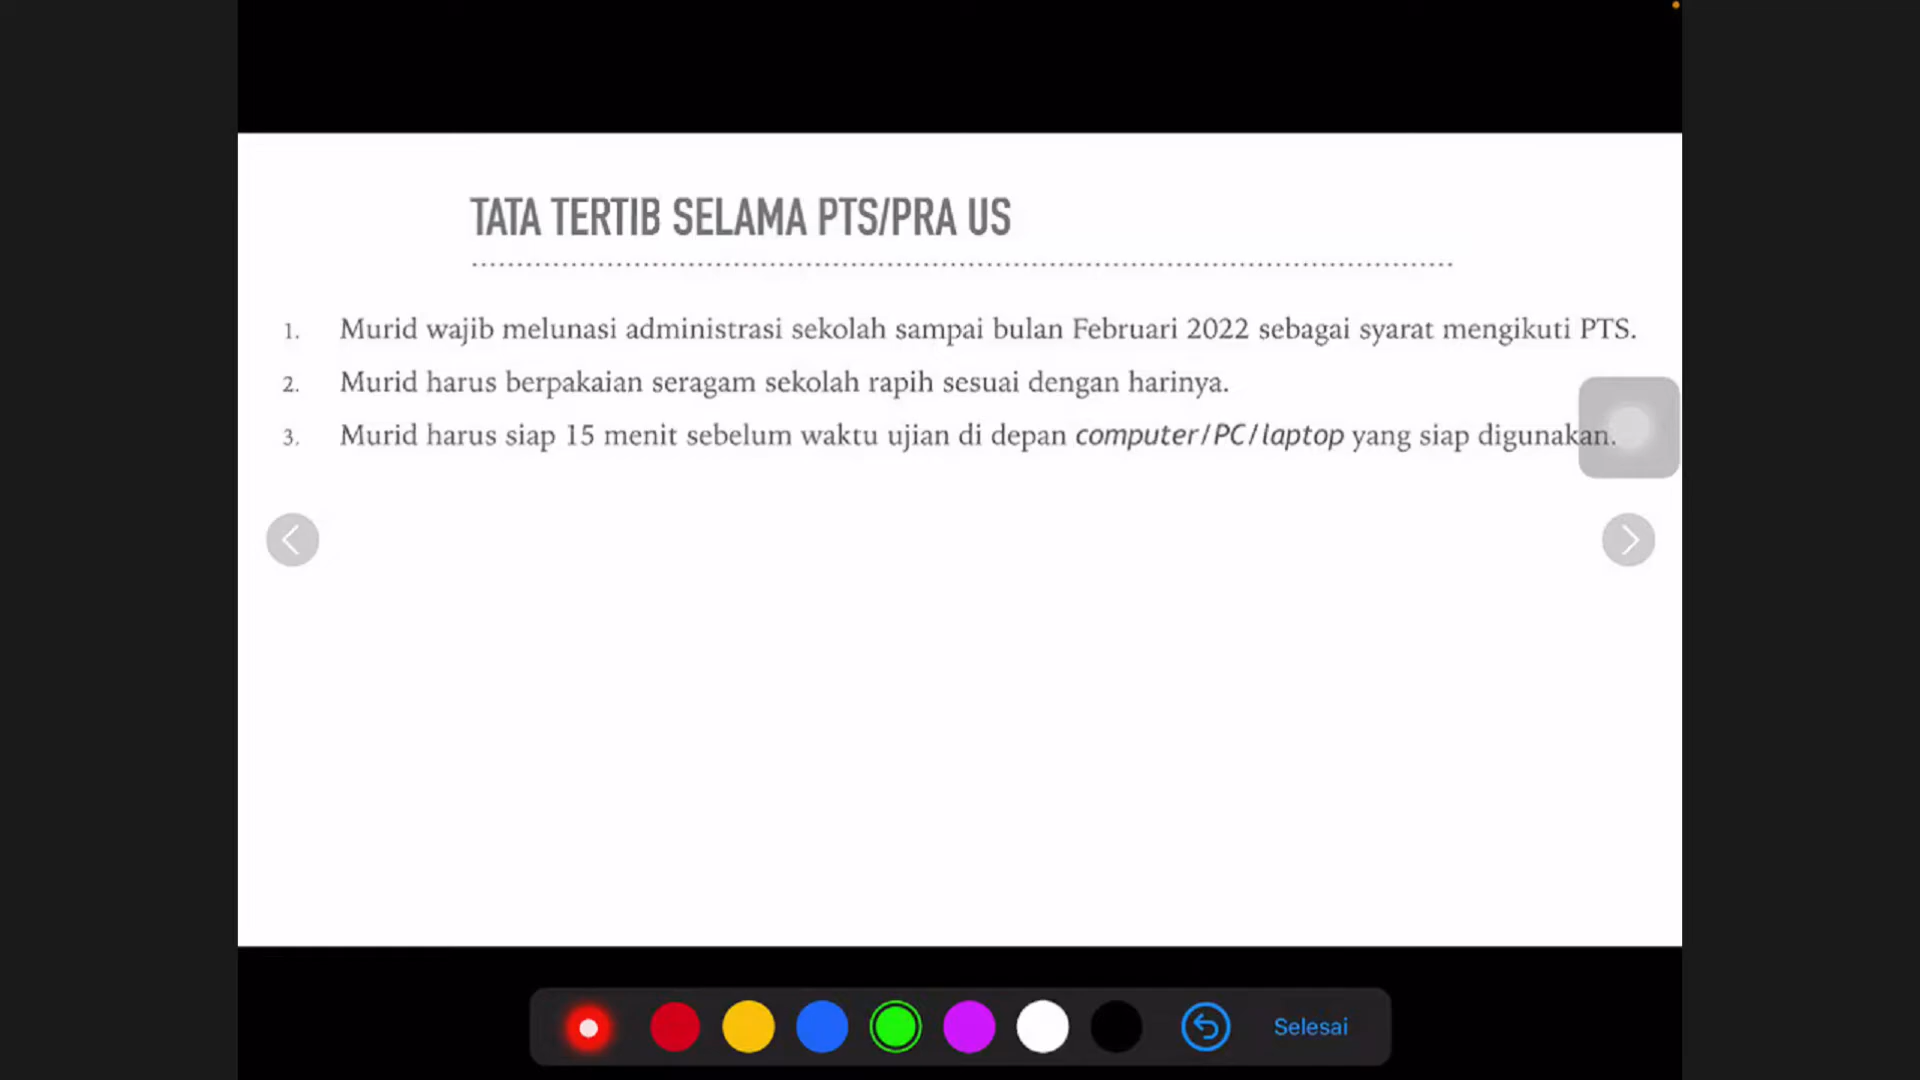 TATA TERTIB SELAMA PTS/PRA US
1. Murid wajib melunasi administrasi sekolah sampai bulan Februari 2022 sebagai syarat mengikuti PTS.
2. Murid harus berpakaian seragam sekolah rapih sesuai dengan harinya.
3. Murid harus siap 15 menit sebelum waktu ujian di depan computer/PC/laptop yang siap digunakan.
Selesai